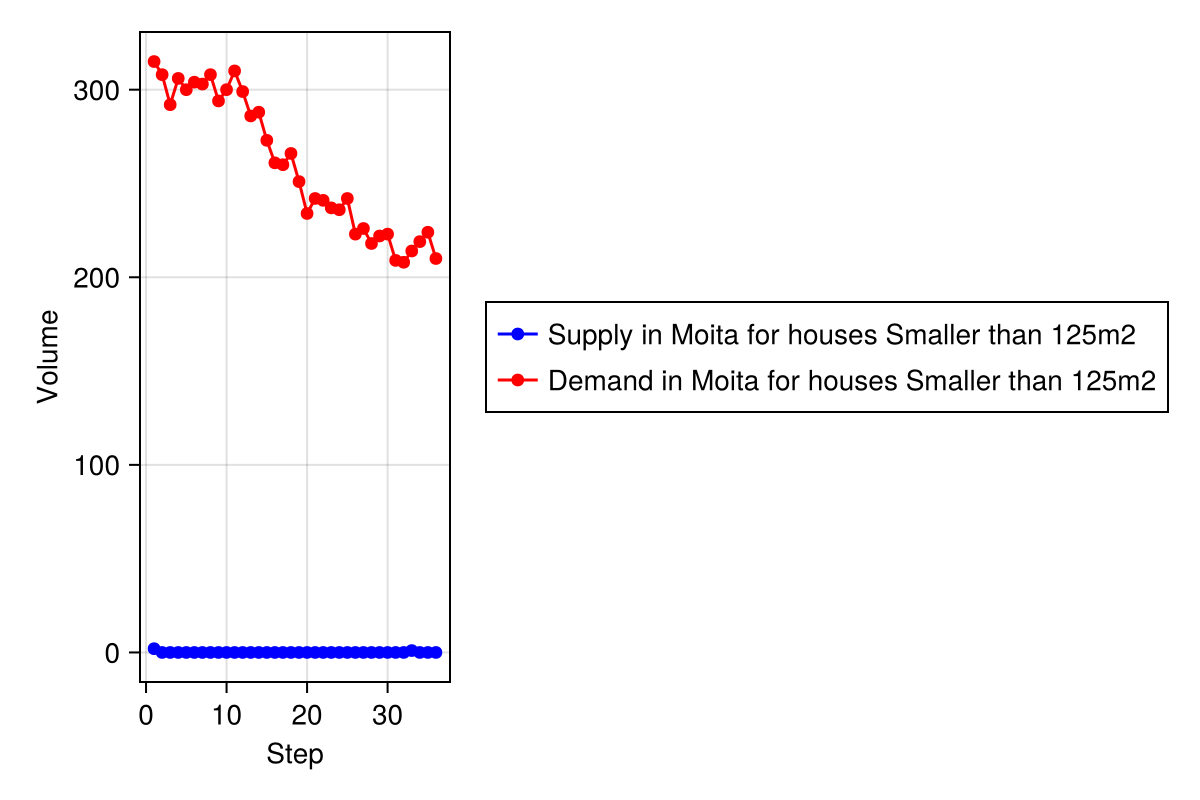 300
200
100
0
Volume
0 10 20 30
Step
Supply in Moita for houses Smaller than 125m2
Demand in Moita for houses Smaller than 125m2